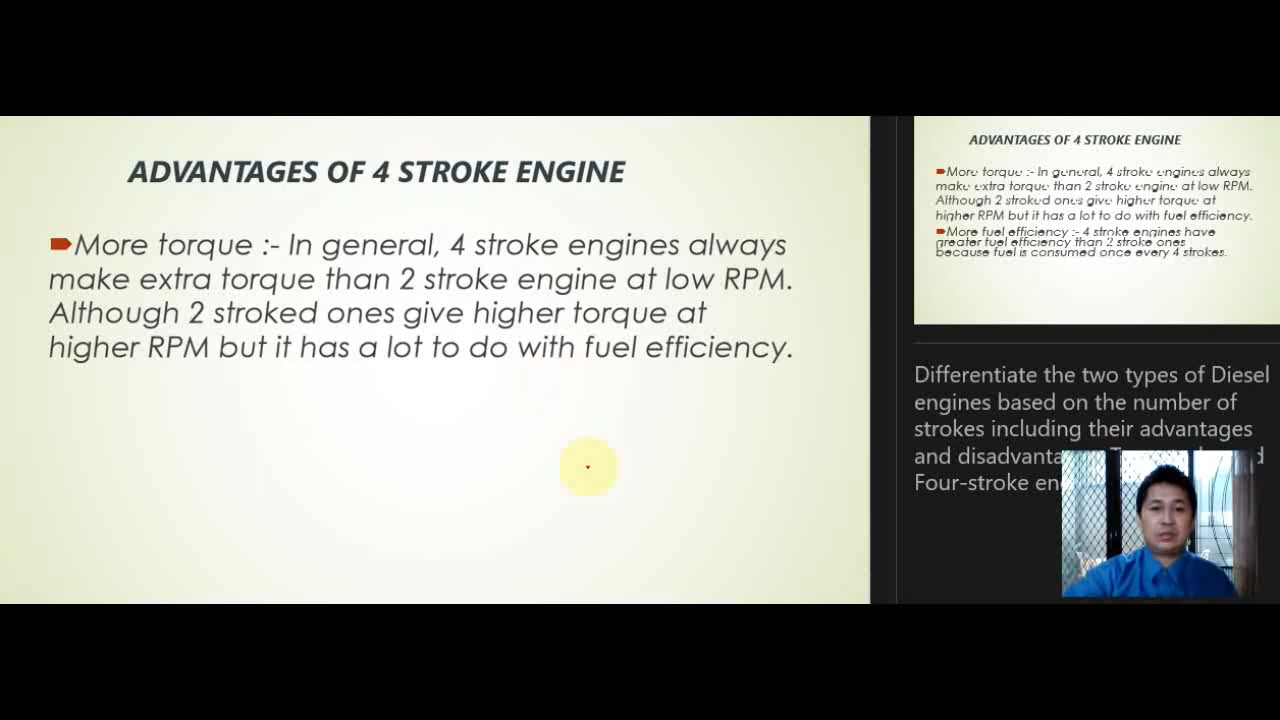 ADVANTAGES OF 4 STROKE ENGINE
More torque :- In general, 4 stroke engines always
make extra torque than 2 stroke engine at low RPM.
Although 2 stroked ones give higher torque at
higher RPM but it has a lot to do with fuel efficiency.
ADVANTAGES OF 4 STROKE ENGINE
More torque :- In general, 4 stroke engines always
make extra torque than 2 stroke engine at low RPM.
Although 2 stroked ones give higher torque at
higher RPM but it has a lot to do with fuel efficiency.
More fuel efficiency :- 4 stroke engines have
greater fuel efficiency than 2 stroke ones
because fuel is consumed once every 4 strokes.
Differentiate the two types of Diesel
engines based on the number of
strokes including their advantages
and
Four-stroke